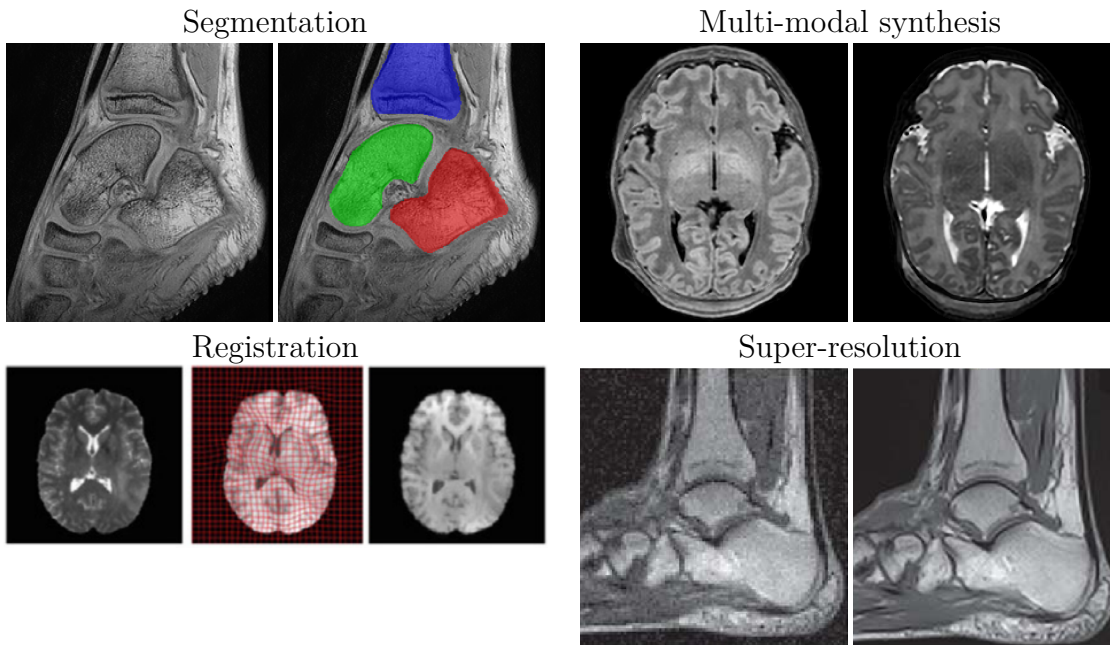 Segmentation
Multi-modal synthesis
Registration
Super-resolution